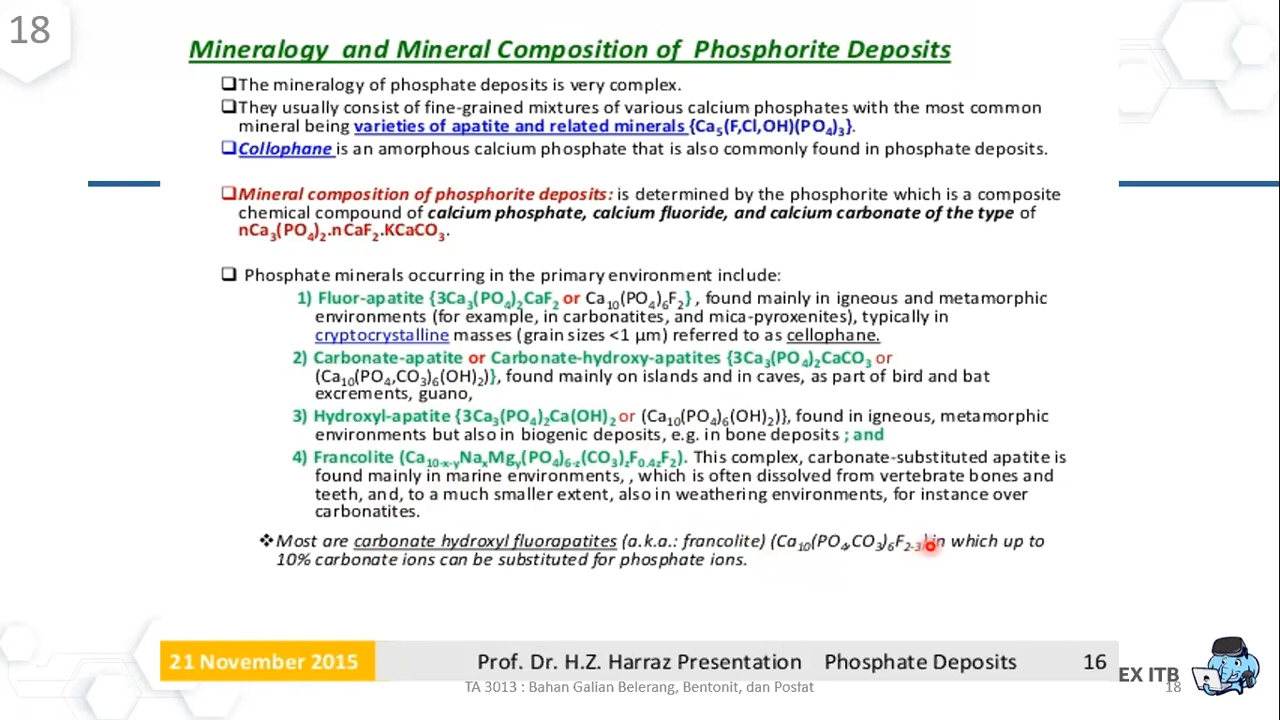 18
Mineralogy and Mineral Composition of Phosphorite Deposits
❑The mineralogy of phosphate deposits is very complex.
❑They usually consist of fine-grained mixtures of various calcium phosphates with the most common
mineral being varieties of apatite and related minerals {Ca5(F,Cl,OH)(PO4)3}.
❑Collophane is an amorphous calcium phosphate that is also commonly found in phosphate deposits.
❑Mineral composition of phosphorite deposits: is determined by the phosphorite which is a composite
chemical compound of calcium phosphate, calcium fluoride, and calcium carbonate of the type of
nCa3(PO4)2.nCaF2.KCaCO3.
❑ Phosphate minerals occurring in the primary environment include:
1) Fluor-apatite {3Ca3(PO4)2CaF2 or Ca10(PO4)6F2} , found mainly in igneous and metamorphic
environments (for example, in carbonatites, and mica-pyroxenites), typically in
cryptocrystalline masses (grain sizes <1 µm) referred to as cellophane.
2) Carbonate-apatite or Carbonate-hydroxy-apatites {3Ca3(PO4)2CaCO3 or
(Ca10(PO4,CO3)6(OH)2)}, found mainly on islands and in caves, as part of bird and bat
excrements, guano,
3) Hydroxyl-apatite {3Ca3(PO4)2Ca(OH)2 or (Ca10(PO4)6(OH)2)}, found in igneous, metamorphic
environments but also in biogenic deposits, e.g. in bone deposits ; and
4) Francolite (Ca10-x-yNaxMgy(PO4)6-z(CO3)zF0.4zF2). This complex, carbonate-substituted apatite is
found mainly in marine environments, , which is often dissolved from vertebrate bones and
teeth, and, to a much smaller extent, also in weathering environments, for instance over
carbonatites.
❖Most are carbonate hydroxyl fluorapatites (a.k.a.: francolite) (Ca10(PO4,CO3)6F2-3) in which up to
10% carbonate ions can be substituted for phosphate ions.
21 November 2015 Prof. Dr. H.Z. Harraz Presentation Phosphate Deposits 16
EX ITB
TA 3013 : Bahan Galian Belerang, Bentonit, dan Posfat 18